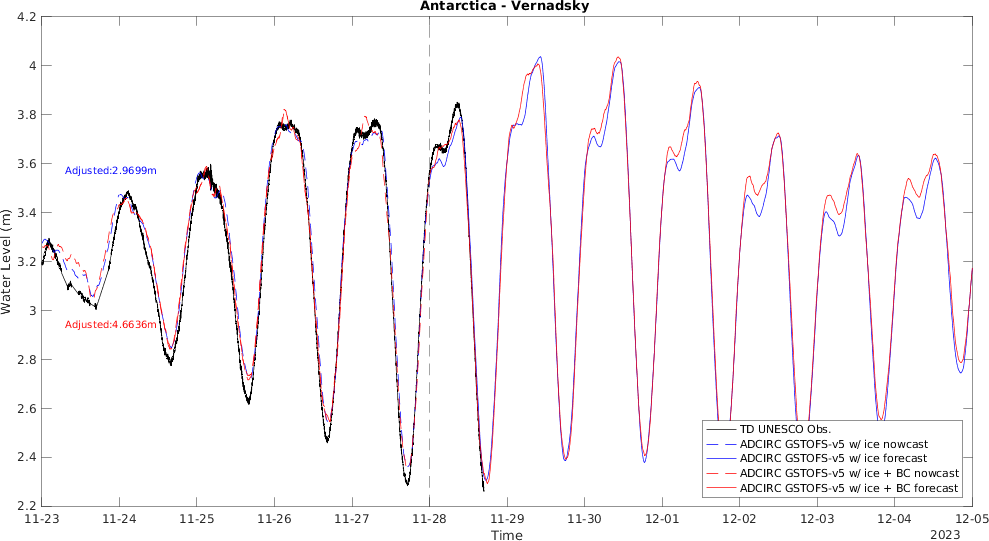 Antarctica - Vernadsky
4.2
4
3.8
3.6
3.4
3.2
3
2.8
2.6
2.4
2.2
Water Level (m)
Adjusted:2.9699m
Adjusted:4.6636m
TD UNESCO Obs.
ADCIRC GSTOFS-v5 w/ ice nowcast
ADCIRC GSTOFS-v5 w/ ice forecast
ADCIRC GSTOFS-v5 w/ ice + BC nowcast
ADCIRC GSTOFS-v5 w/ ice + BC forecast
11-23 11-24 11-25 11-26 11-27 11-28 11-29 11-30 12-01 12-02 12-03 12-04 12-05
Time
2023